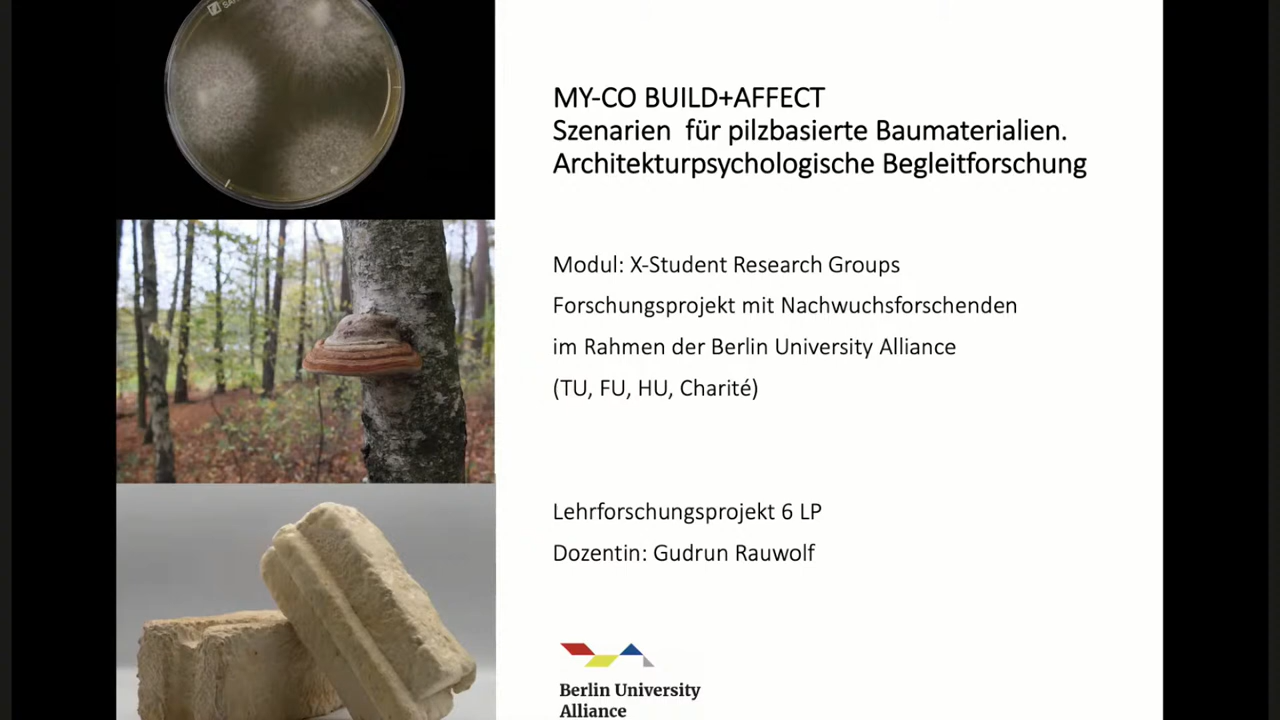 MY-CO BUILD+AFFECT
Szenarien für pilzbasierte Baumaterialien.
Architekturpsychologische Begleitforschung
Modul: X-Student Research Groups
Forschungsprojekt mit Nachwuchsforschenden
im Rahmen der Berlin University Alliance
(TU, FU, HU, Charité)
Lehrforschungsprojekt 6 LP
Dozentin: Gudrun Rauwolf
Berlin University
Alliance